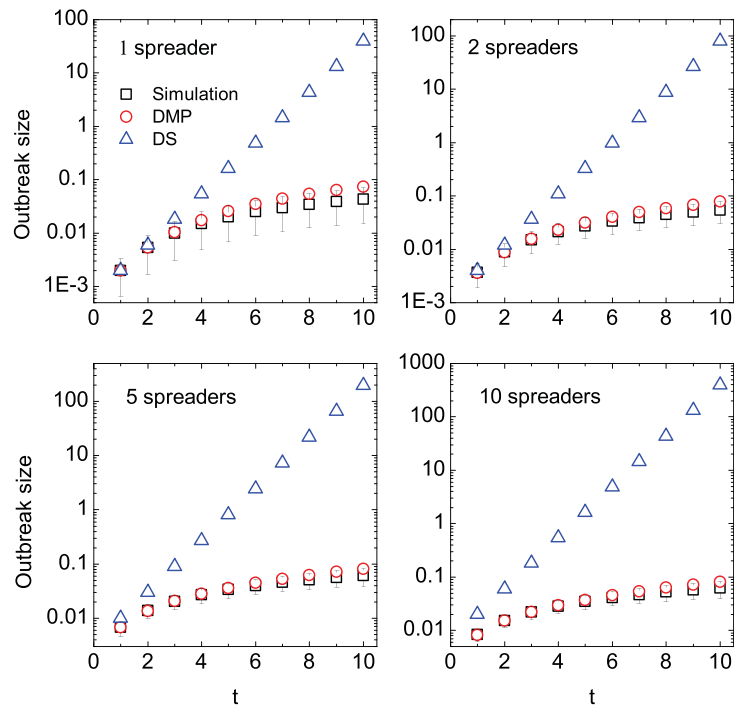 1 spreader
Simulation
DMP
DS
Outbreak size
100
10
1
0.1
0.01
1E-3
0 2 4 6 8 10
2 spreaders
100
10
1
0.1
0.01
1E-3
0 2 4 6 8 10
5 spreaders
Outbreak size
100
10
1
0.1
0.01
0 2 4 6 8 10
t
10 spreaders
1000
100
10
1
0.1
0.01
0 2 4 6 8 10
t